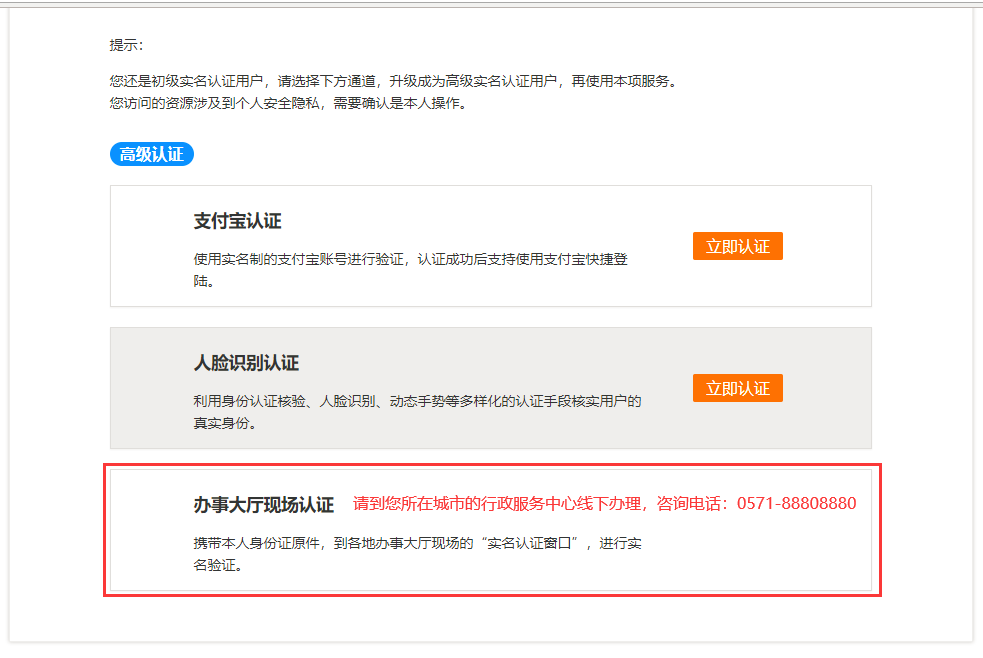 提示：
您还是初级实名认证用户，请选择下方通道，升级成为高级实名认证用户，再使用本项服务。
您访问的资源涉及到个人安全隐私，需要确认是本人操作。
高级认证
支付宝认证
使用实名制的支付宝账号进行验证，认证成功后支持使用支付宝快捷登
陆。
立即认证
人脸识别认证
利用身份认证核验、人脸识别、动态手势等多样化的认证手段核实用户的
真实身份。
立即认证
办事大厅现场认证 请到您所在城市的行政服务中心线下办理，咨询电话：0571-88808880
携带本人身份证原件，到各地办事大厅现场的“实名认证窗口”，进行实
名验证。